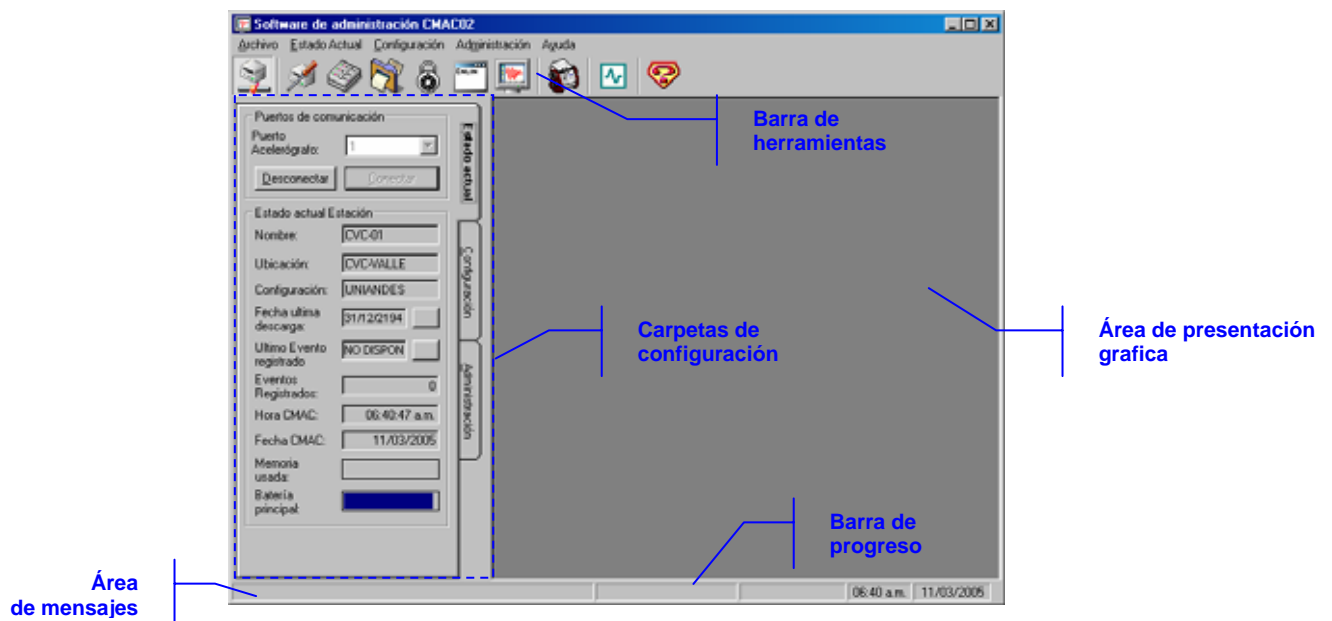 Software de administración CMAC02
Archivo Estado Actual Configuración Administración Ayuda
Barra de
herramientas
Puertos de comunicación
Puerto
Acelerógrafo:
1
Desconectar
Conectar
Estado actual
Configuración
Administración
Estado actual Estación
Nombre: CVC-01
Ubicación: CVC-VALLE
Configuración: UNIANDES
Fecha ultima
descarga:
31/12/2194
Ultimo Evento
registrado
NO DISPON
Eventos
Registrados:
0
Hora CMAC: 06:40:47 a.m.
Fecha CMAC: 11/03/2005
Memoria
usada:
Batería
principal:
Carpetas de
configuración
Área de presentación
grafica
Barra de
progreso
Área
de mensajes
06:40 a.m. 11/03/2005